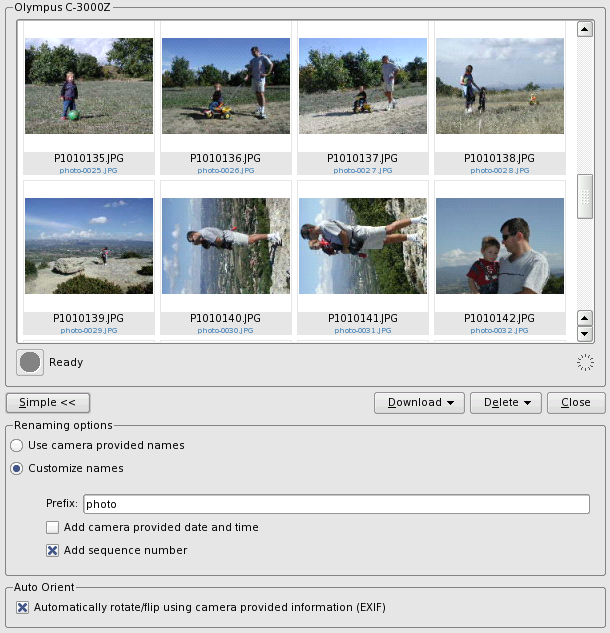 Olympus C-3000Z
P1010135.JPG P1010136.JPG P1010137.JPG P1010138.JPG
photo-0025.JPG photo-0026.JPG photo-0027.JPG photo-0028.JPG
P1010139.JPG P1010140.JPG P1010141.JPG P1010142.JPG
photo-0029.JPG photo-0030.JPG photo-0031.JPG photo-0032.JPG
Ready
Simple << Download Delete Close
Renaming options
Use camera provided names
Customize names
Prefix: photo
Add camera provided date and time
Add sequence number
Auto Orient
Automatically rotate/flip using camera provided information (EXIF)